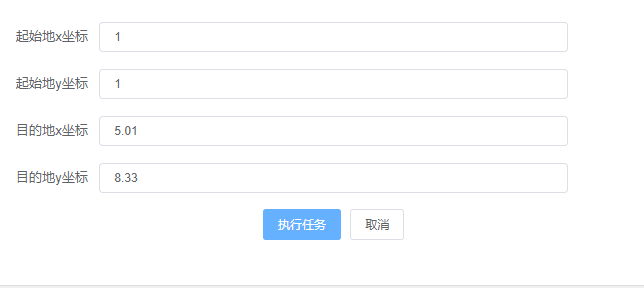 起始地x坐标 1
起始地y坐标 1
目的地x坐标 5.01
目的地y坐标 8.33
执行任务 取消